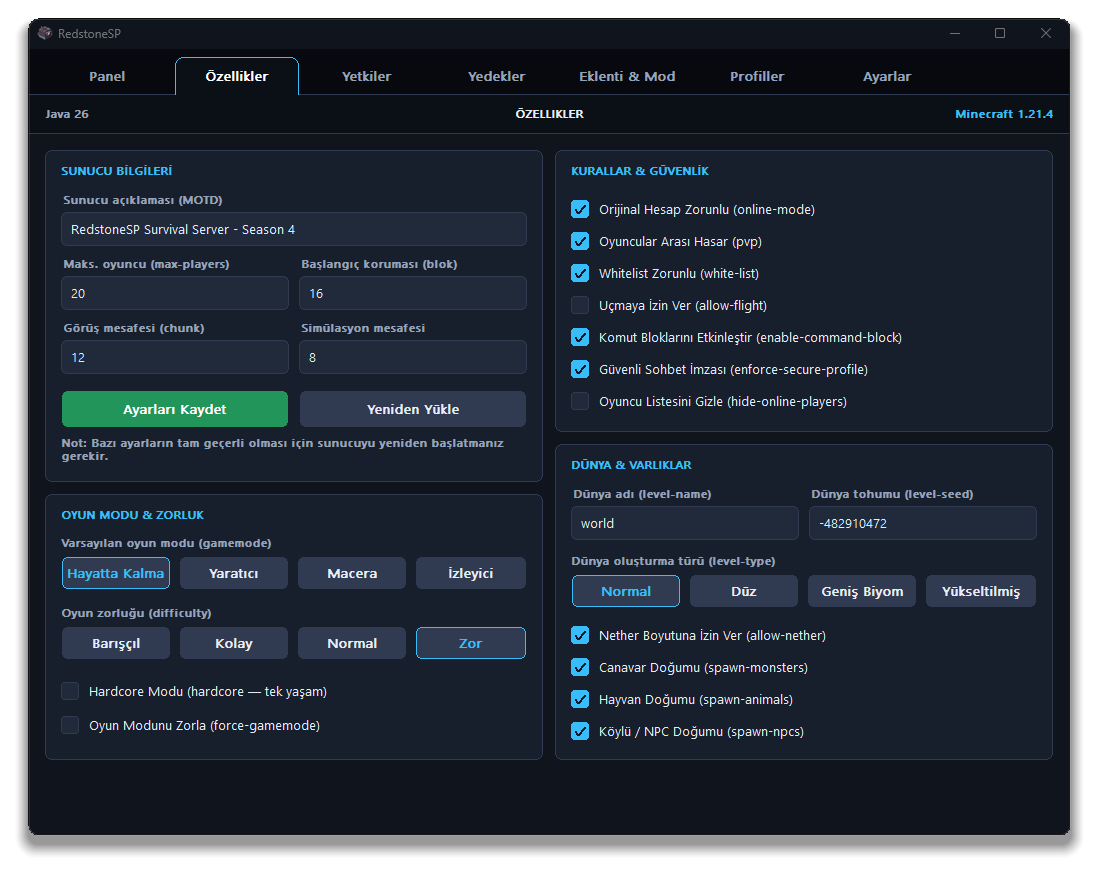 RedstoneSP
Panel
Özellikler
Yetkiler
Yedekler
Eklenti & Mod
Profiller
Ayarlar
Java 26
ÖZELLIKLER
Minecraft 1.21.4
SUNUCU BİLGİLERİ
Sunucu açıklaması (MOTD)
RedstoneSP Survival Server - Season 4
Maks. oyuncu (max-players)
Başlangıç koruması (blok)
20
16
Görüş mesafesi (chunk)
Simülasyon mesafesi
12
8
Ayarları Kaydet
Yeniden Yükle
Not: Bazı ayarların tam geçerli olması için sunucuyu yeniden başlatmanız
gerekir.
OYUN MODU & ZORLUK
Varsayılan oyun modu (gamemode)
Hayatta Kalma
Yaratıcı
Macera
İzleyici
Oyun zorluğu (difficulty)
Barışçıl
Kolay
Normal
Zor
Hardcore Modu (hardcore — tek yaşam)
Oyun Modunu Zorla (force-gamemode)
KURALLAR & GÜVENLİK
Orijinal Hesap Zorunlu (online-mode)
Oyuncular Arası Hasar (pvp)
Whitelist Zorunlu (white-list)
Uçmaya İzin Ver (allow-flight)
Komut Bloklarını Etkinleştir (enable-command-block)
Güvenli Sohbet İmzası (enforce-secure-profile)
Oyuncu Listesini Gizle (hide-online-players)
DÜNYA & VARLIKLAR
Dünya adı (level-name)
Dünya tohumu (level-seed)
world
-482910472
Dünya oluşturma türü (level-type)
Normal
Düz
Geniş Biyom
Yükseltilmiş
Nether Boyutuna İzin Ver (allow-nether)
Canavar Doğumu (spawn-monsters)
Hayvan Doğumu (spawn-animals)
Köylü / NPC Doğumu (spawn-npcs)